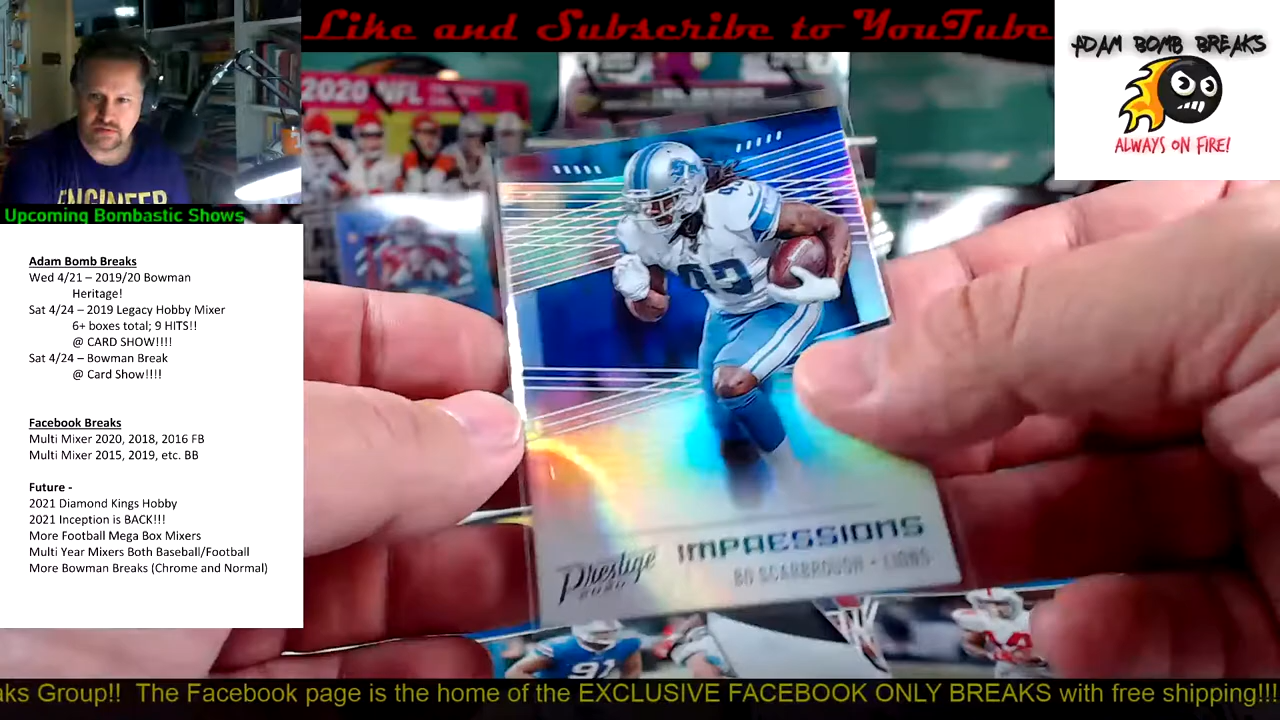 Like and Subscribe to YouTube
ADAM BOMB BREAKS
ALWAYS ON FIRE!
2020 NFL
ENGINEER
Upcoming Bombastic Shows
Adam Bomb Breaks
Wed 4/21 – 2019/20 Bowman
Heritage!
Sat 4/24 – 2019 Legacy Hobby Mixer
6+ boxes total; 9 HITS!!
@ CARD SHOW!!!!
Sat 4/24 – Bowman Break
@ Card Show!!!!
Facebook Breaks
Multi Mixer 2020, 2018, 2016 FB
Multi Mixer 2015, 2019, etc. BB
Future -
2021 Diamond Kings Hobby
2021 Inception is BACK!!!
More Football Mega Box Mixers
Multi Year Mixers Both Baseball/Football
More Bowman Breaks (Chrome and Normal)
43
43
IMPRESSIONS
Prestige
2020
BO SCARBROUGH • LIONS
91
44
aks Group!! The Facebook page is the home of the EXCLUSIVE FACEBOOK ONLY BREAKS with free shipping!!!